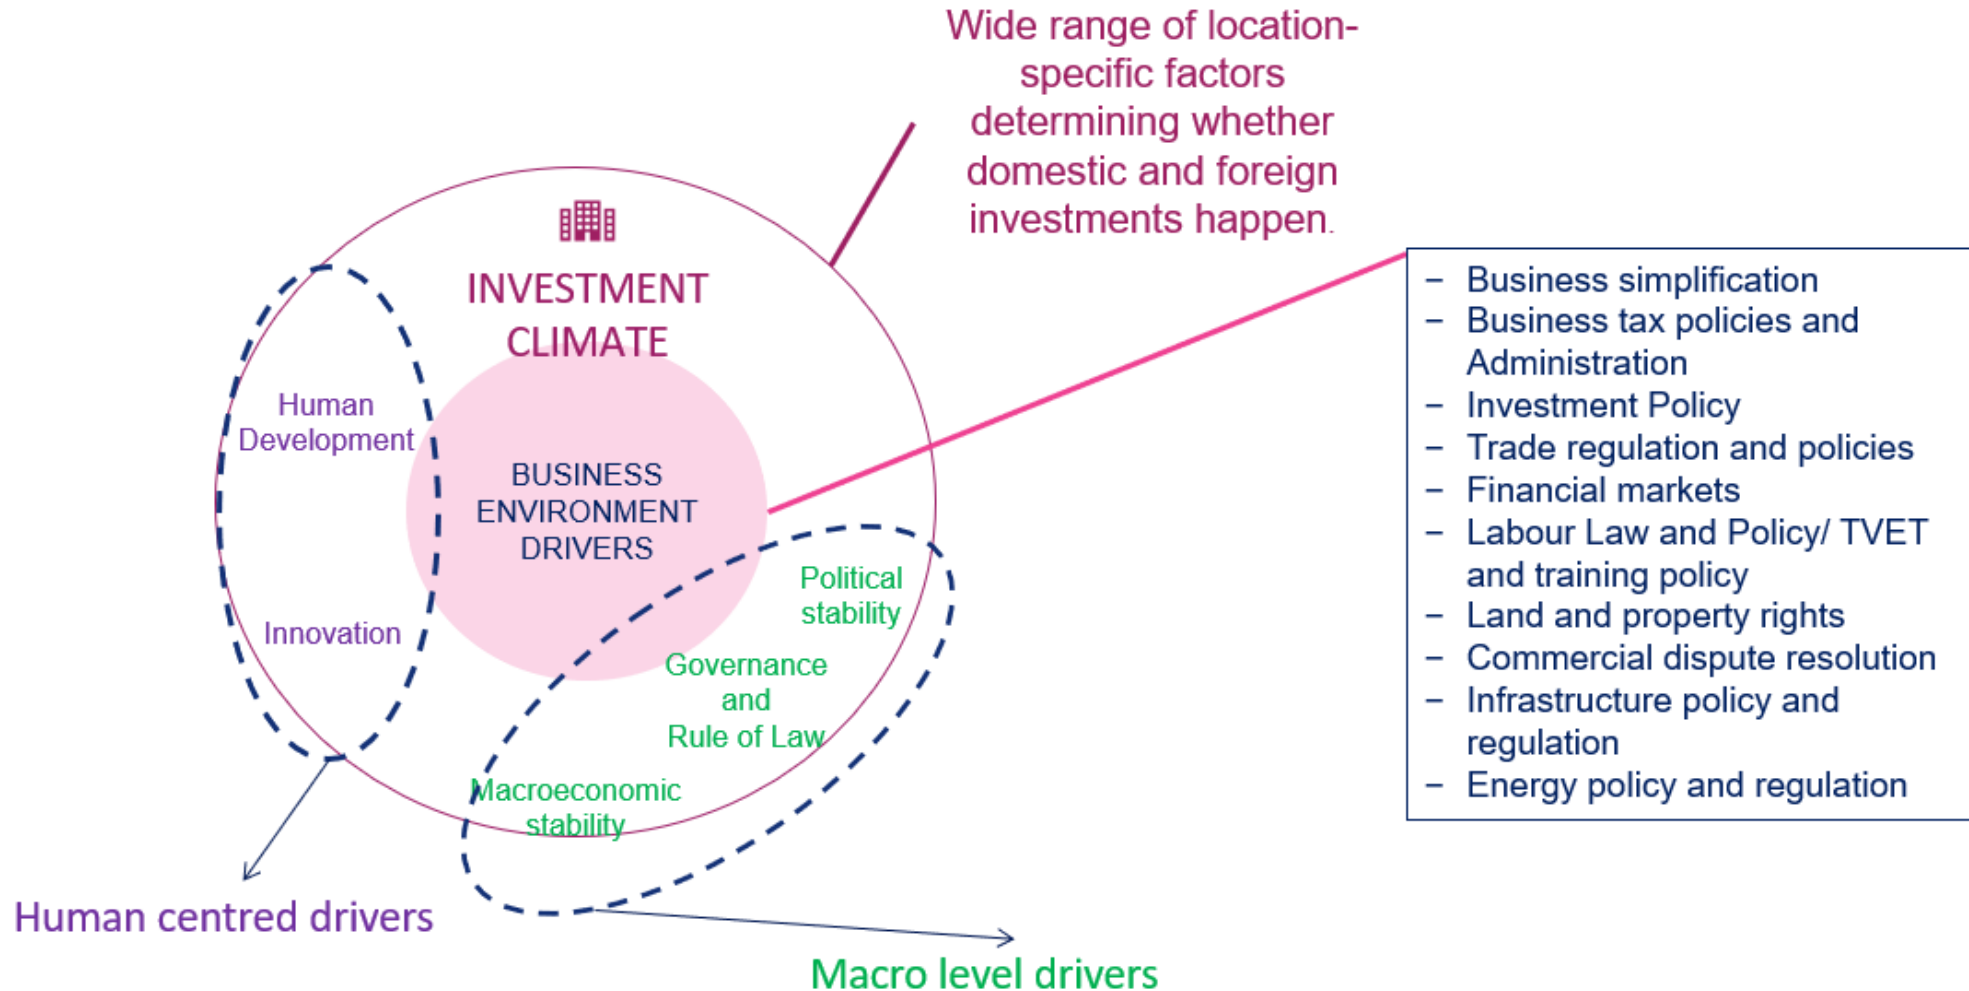 Wide range of location-
specific factors
determining whether
domestic and foreign
investments happen.
INVESTMENT
CLIMATE
Human
Development
BUSINESS
ENVIRONMENT
DRIVERS
Innovation
Political
stability
Governance
and
Rule of Law
Macroeconomic
stability
Human centred drivers
Macro level drivers
– Business simplification
– Business tax policies and
Administration
– Investment Policy
– Trade regulation and policies
– Financial markets
– Labour Law and Policy/ TVET
and training policy
– Land and property rights
– Commercial dispute resolution
– Infrastructure policy and
regulation
– Energy policy and regulation